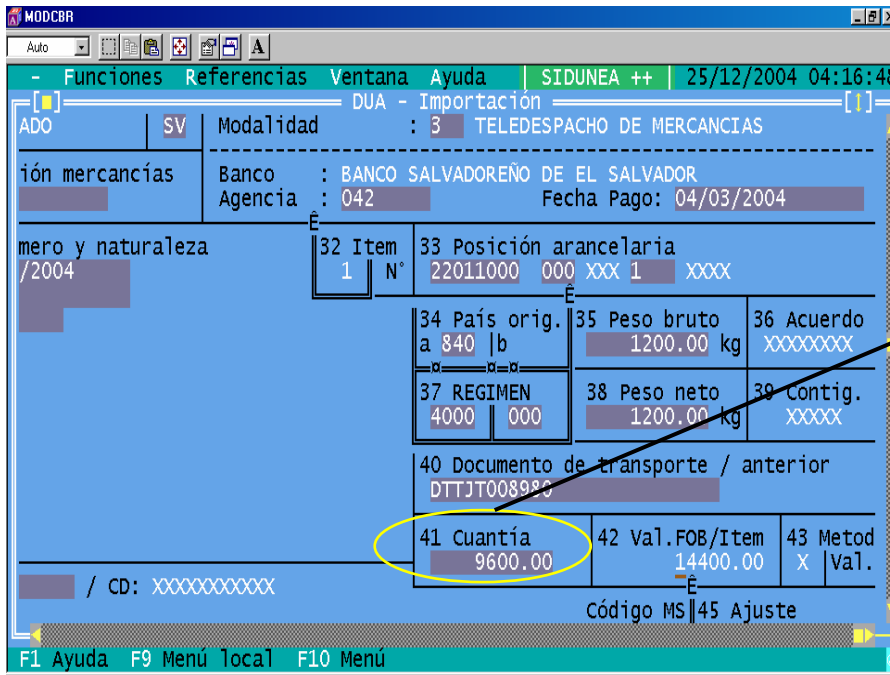 MODCBR
Auto A
- Funciones Referencias Ventana Ayuda | SIDUNEA ++ | 25/12/2004 04:16:48
DUA - Importación
ADO SV Modalidad : 3 TELEDESPACHO DE MERCANCIAS
ión mercancías Banco : BANCO SALVADOREÑO DE EL SALVADOR
Agencia : 042 Fecha Pago: 04/03/2004
mero y naturaleza 32 Item 33 Posición arancelaria
/2004 1 N° 22011000 000 XXX 1 XXXX
34 País orig. 35 Peso bruto 36 Acuerdo
a 840 |b 1200.00 kg XXXXXXXX
37 REGIMEN 38 Peso neto 39 Contig.
4000 000 1200.00 kg XXXXX
40 Documento de transporte / anterior
DTTJT008980
41 Cuantía 42 Val.FOB/Item 43 Metod
9600.00 14400.00 X |Val.
/ CD: XXXXXXXXXXX
Código MS 45 Ajuste
F1 Ayuda F9 Menú local F10 Menú